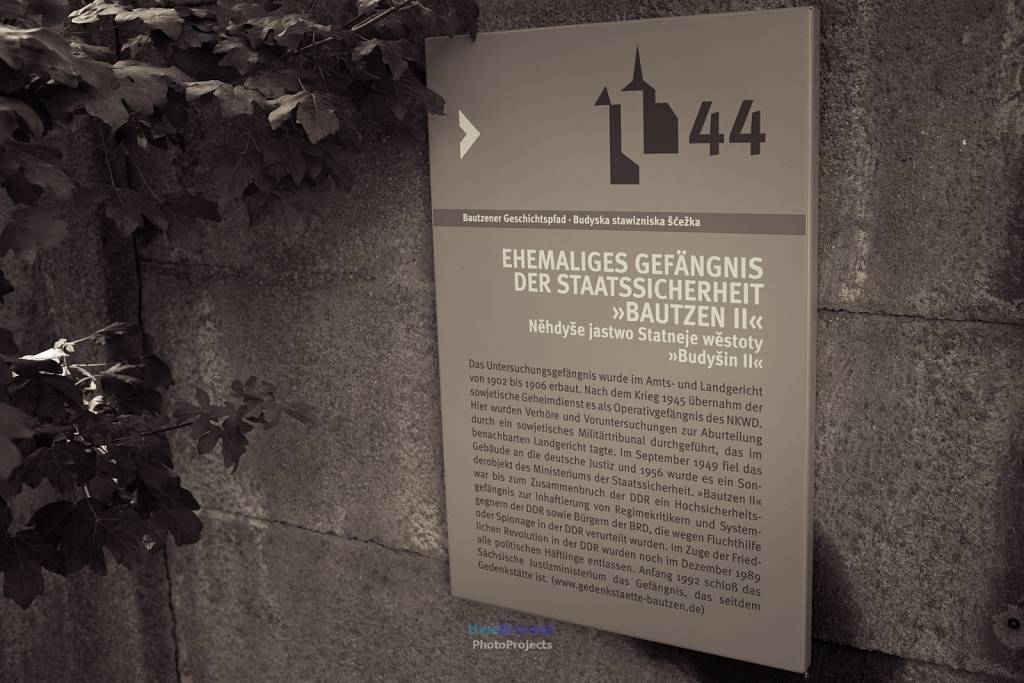 44
Bautzener Geschichtspfad · Budyska stawizniska šćežka
EHEMALIGES GEFÄNGNIS
DER STAATSSICHERHEIT
»BAUTZEN II«
Něhdyše jastwo Statneje wěstoty
»Budyšin II«
Das Untersuchungsgefängnis wurde im Amts- und Landgericht
von 1902 bis 1906 erbaut. Nach dem Krieg 1945 übernahm der
sowjetische Geheimdienst es als Operativgefängnis des NKWD.
Hier wurden Verhöre und Voruntersuchungen zur Aburteilung
durch ein sowjetisches Militärtribunal durchgeführt, das im
benachbarten Landgericht tagte. Im September 1949 fiel das
Gebäude an die deutsche Justiz und 1956 wurde es ein Son-
derobjekt des Ministeriums der Staatssicherheit. »Bautzen II«
war bis zum Zusammenbruch der DDR ein Hochsicherheits-
gefängnis zur Inhaftierung von Regimekritikern und System-
gegnern der DDR sowie Bürgern der BRD, die wegen Fluchthilfe
oder Spionage in der DDR verurteilt wurden. Im Zuge der Fried-
lichen Revolution in der DDR wurden noch im Dezember 1989
alle politischen Häftlinge entlassen. Anfang 1992 schloß das
Sächsische Justizministerium das Gefängnis, das seitdem
Gedenkstätte ist. (www.gedenkstaette-bautzen.de)
Uwe
PhotoProjects